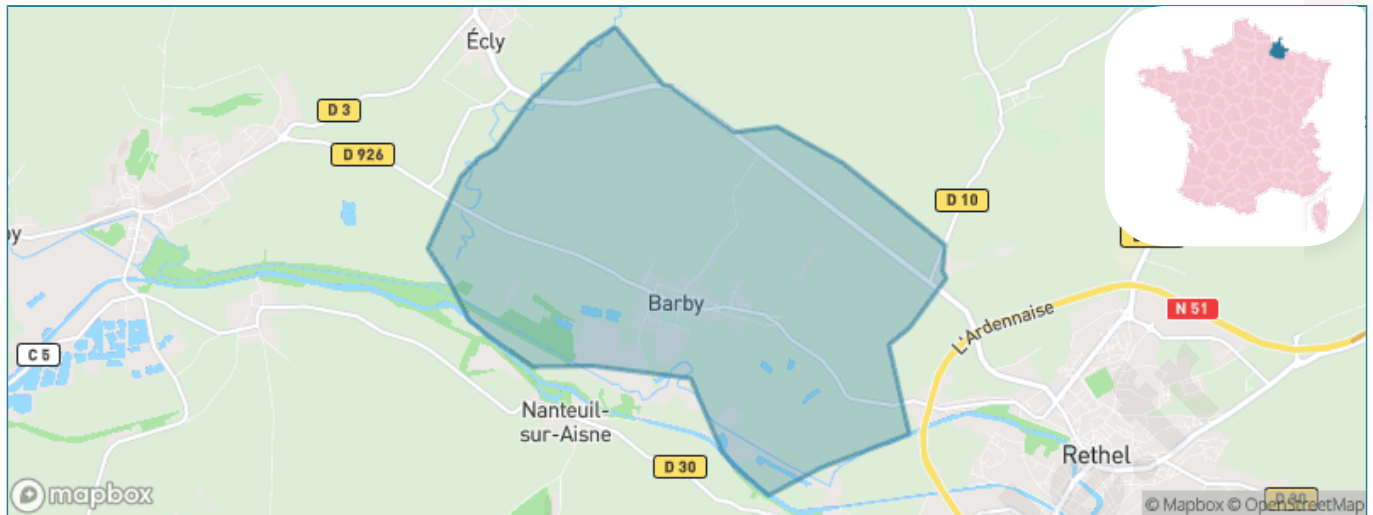 Écly
D 3
D 926
D 10
Barby
N 51
L'Ardennaise
C 5
Nanteuil-
sur-Aisne
D 30
Rethel
mapbox
© Mapbox © OpenStreetMap